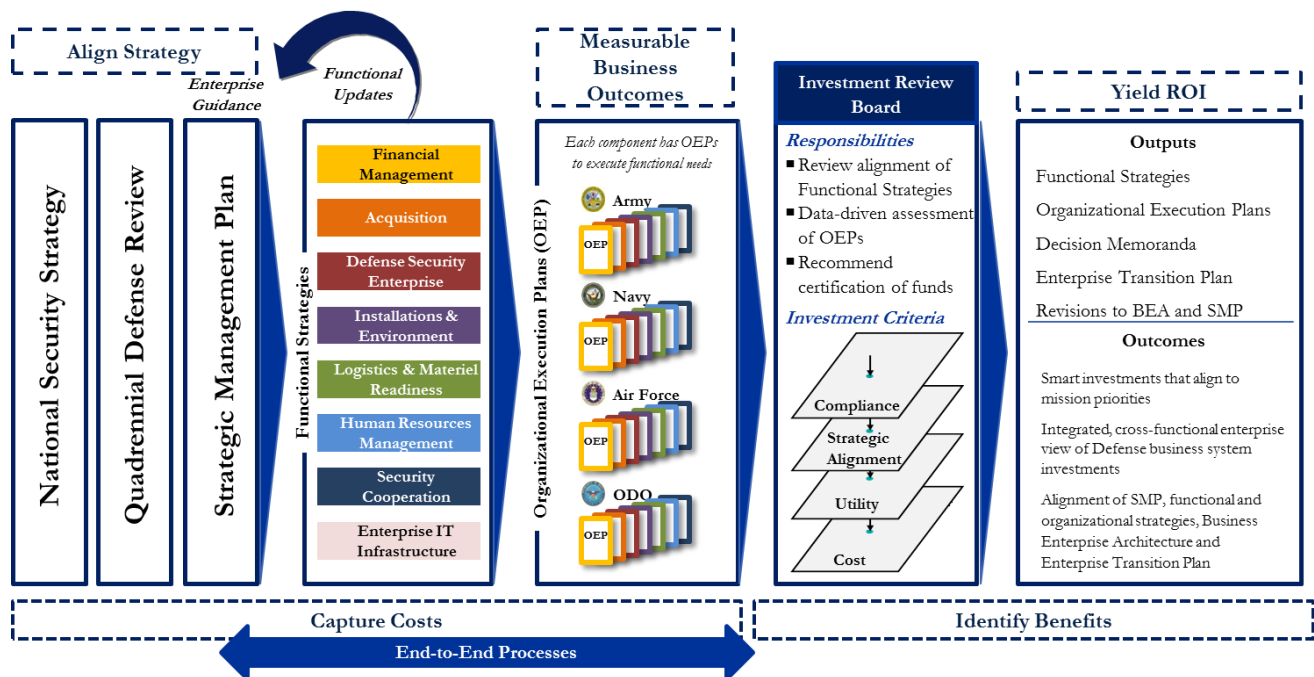 Align Strategy
Enterprise
Guidance
Functional
Updates
Measurable
Business
Outcomes
Investment Review
Board
Yield ROI
National Security Strategy
Quadrennial Defense Review
Strategic Management Plan
Functional Strategies
Financial
Management
Acquisition
Defense Security
Enterprise
Installations &
Environment
Logistics & Materiel
Readiness
Human Resources
Management
Security
Cooperation
Enterprise IT
Infrastructure
Organizational Execution Plans (OEP)
Each component has OEPs
to execute functional needs
Army
OEP
Navy
OEP
Air Force
OEP
ODO
OEP
Responsibilities
▪ Review alignment of
Functional Strategies
▪ Data-driven assessment
of OEPs
▪ Recommend
certification of funds
Investment Criteria
Compliance
Strategic
Alignment
Utility
Cost
Outputs
Functional Strategies
Organizational Execution Plans
Decision Memoranda
Enterprise Transition Plan
Revisions to BEA and SMP
Outcomes
Smart investments that align to
mission priorities
Integrated, cross-functional enterprise
view of Defense business system
investments
Alignment of SMP, functional and
organizational strategies, Business
Enterprise Architecture and
Enterprise Transition Plan
Capture Costs
Identify Benefits
End-to-End Processes